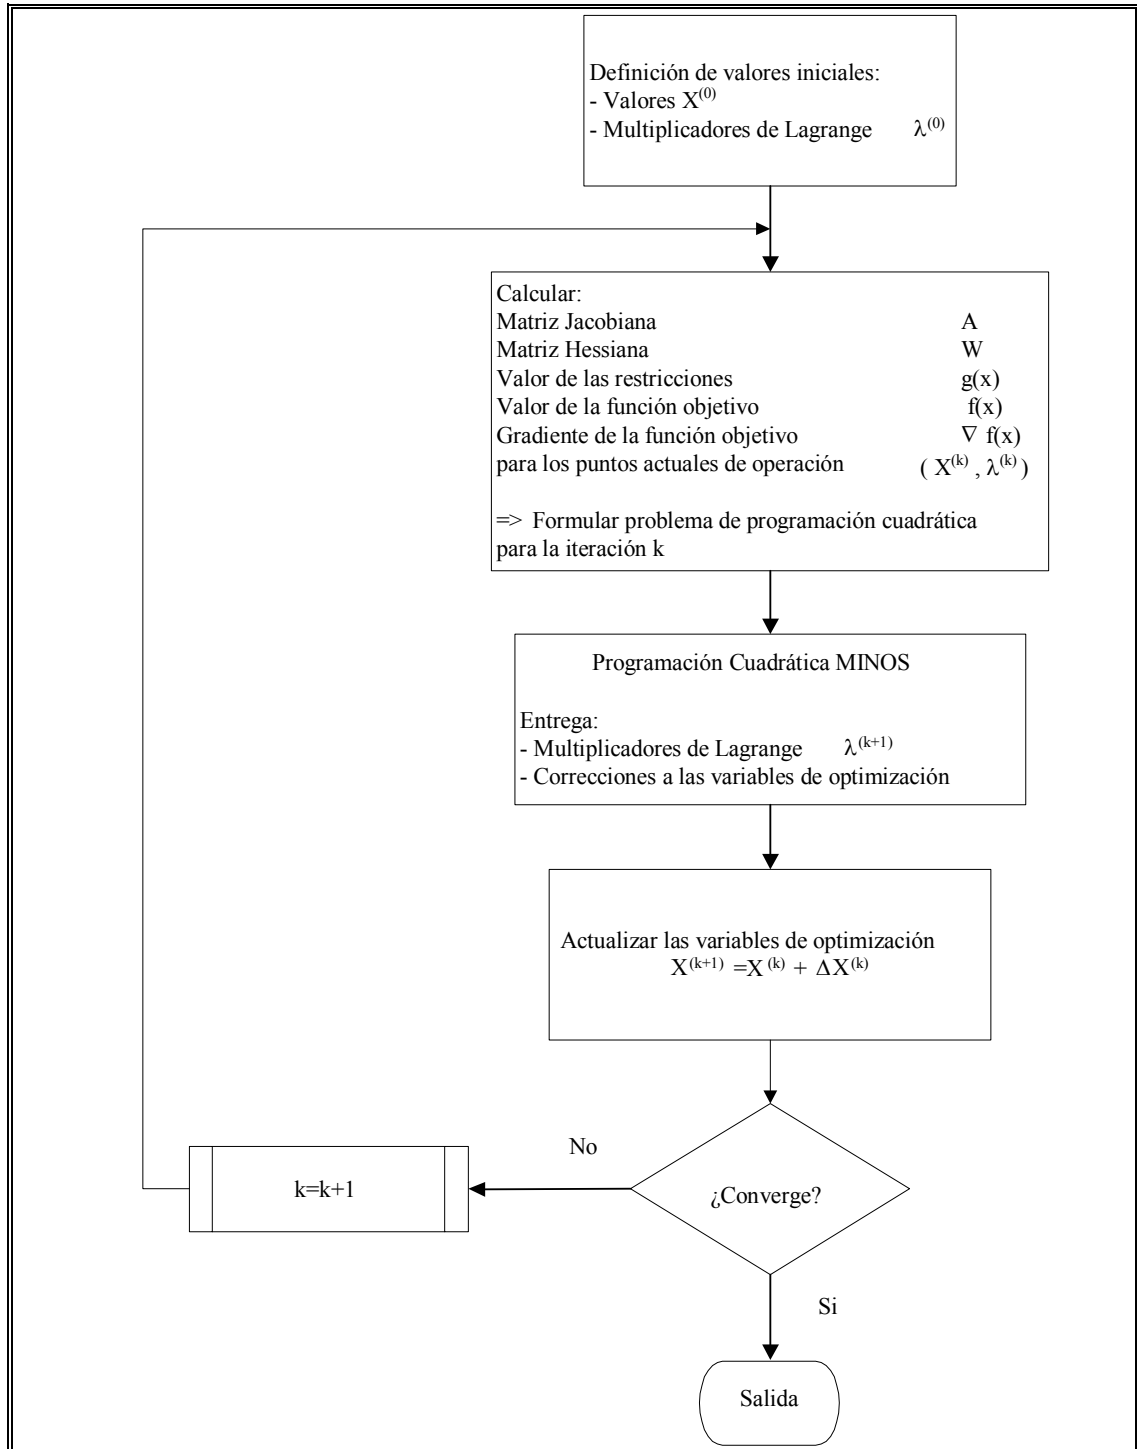 Definición de valores iniciales:
- Valores X⁽⁰⁾
- Multiplicadores de Lagrange λ⁽⁰⁾
Calcular:
Matriz Jacobiana A
Matriz Hessiana W
Valor de las restricciones g(x)
Valor de la función objetivo f(x)
Gradiente de la función objetivo ∇ f(x)
para los puntos actuales de operación ( X⁽ᵏ⁾ , λ⁽ᵏ⁾ )
=> Formular problema de programación cuadrática
para la iteración k
Programación Cuadrática MINOS
Entrega:
- Multiplicadores de Lagrange λ⁽ᵏ⁺¹⁾
- Correcciones a las variables de optimización
Actualizar las variables de optimización
X⁽ᵏ⁺¹⁾ =X⁽ᵏ⁾ + ΔX⁽ᵏ⁾
No
k=k+1
¿Converge?
Si
Salida